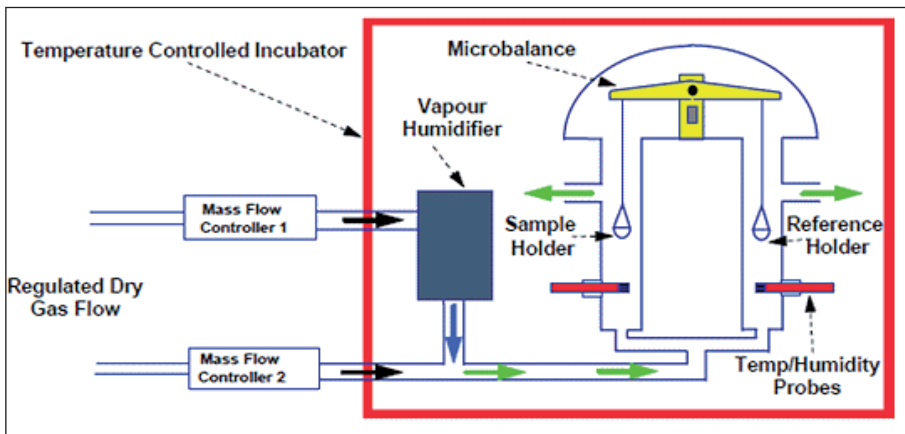 Temperature Controlled Incubator
Microbalance
Vapour
Humidifier
Mass Flow
Controller 1
Sample
Holder
Reference
Holder
Regulated Dry
Gas Flow
Mass Flow
Controller 2
Temp/Humidity
Probes